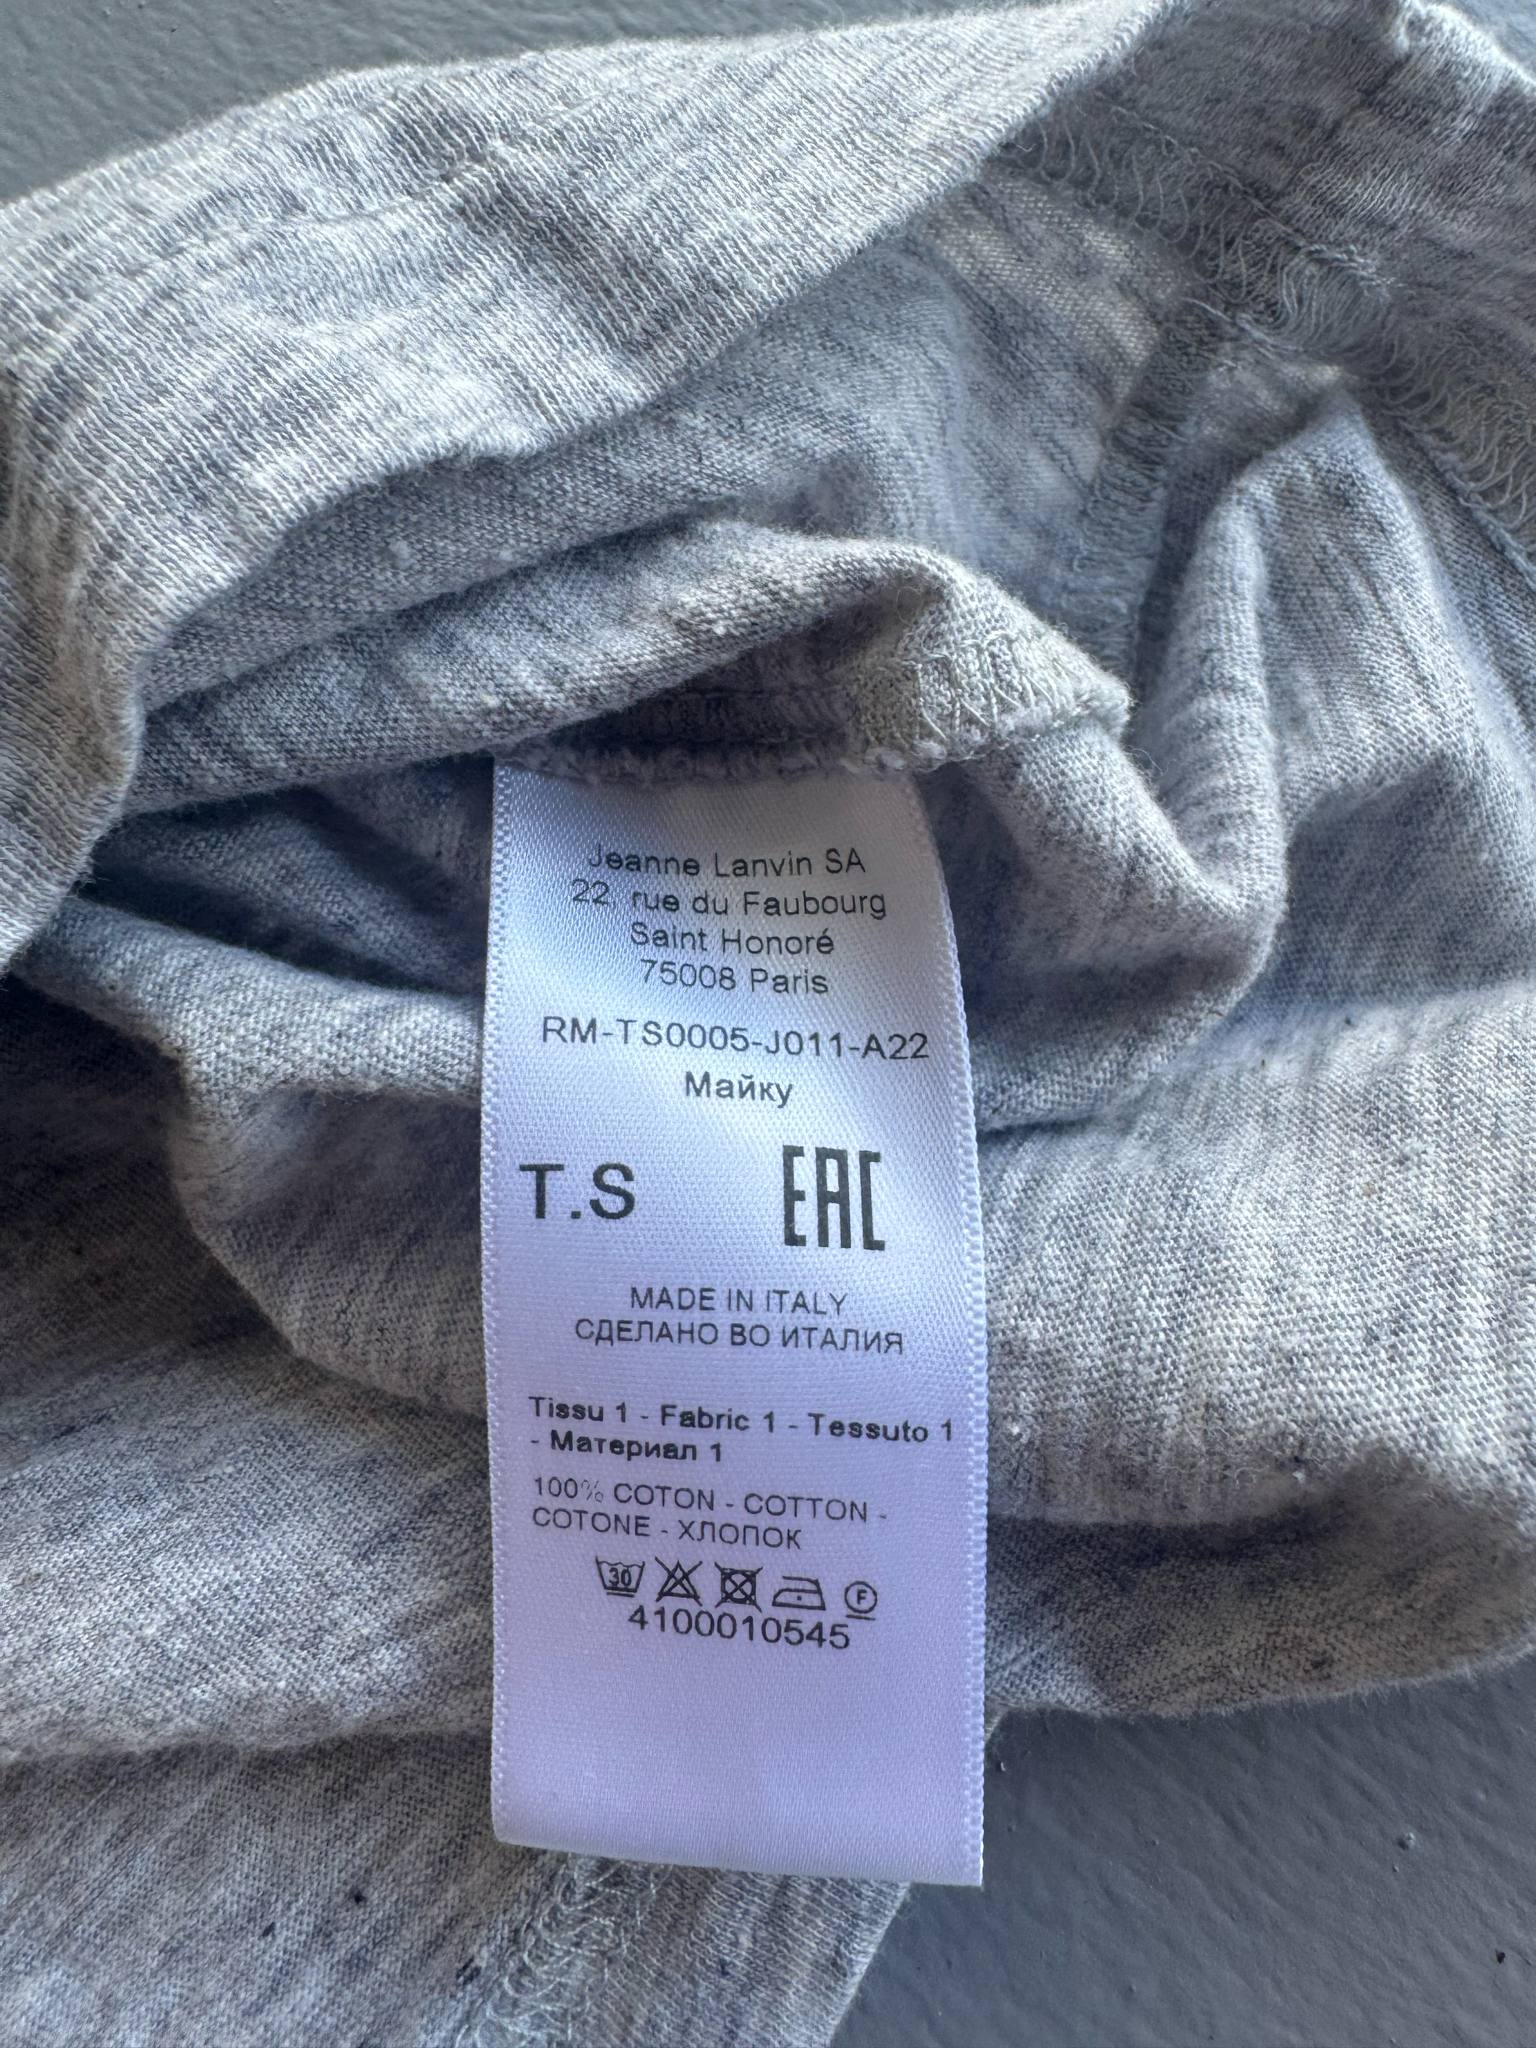 Jeanne Lanvin SA
22 rue du Faubourg
Saint Honoré
75008 Paris
RM-TS0005-J011-A22
Майку
T.S EAC
MADE IN ITALY
СДЕЛАНО ВО ИТАЛИЯ
Tissu 1 - Fabric 1 - Tessuto 1
- Материал 1
100% COTON - COTTON -
COTONE - ХЛОПОК
30 F
4100010545